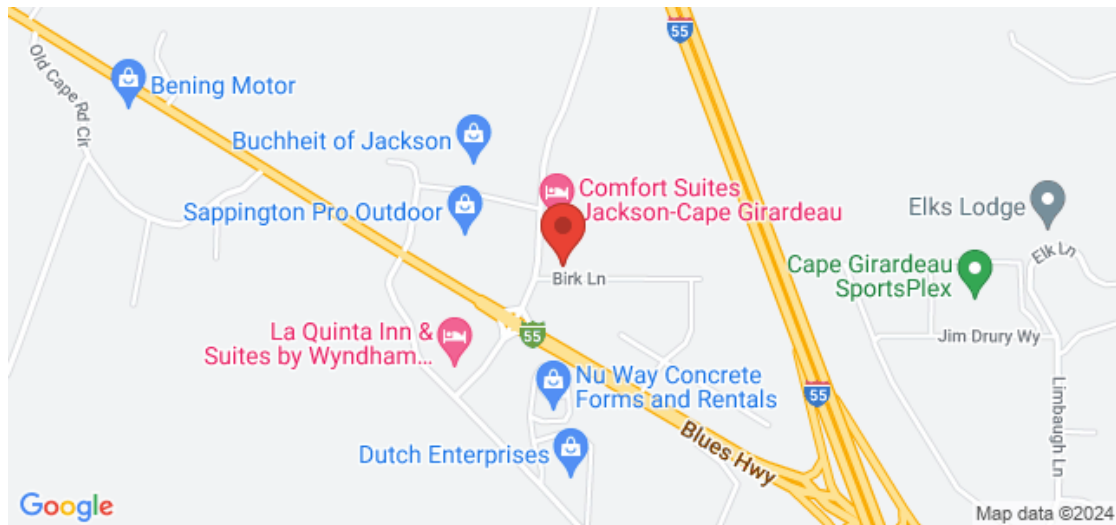 55
Old Cape Rd Cir
Bening Motor
Buchheit of Jackson
Comfort Suites
Jackson-Cape Girardeau
Sappington Pro Outdoor
Elks Lodge
Elk Ln
Cape Girardeau
SportsPlex
Birk Ln
La Quinta Inn &
Suites by Wyndham...
55
Jim Drury Wy
Nu Way Concrete
Forms and Rentals
55
Limbaugh Ln
Blues Hwy
Dutch Enterprises
Google
Map data ©2024